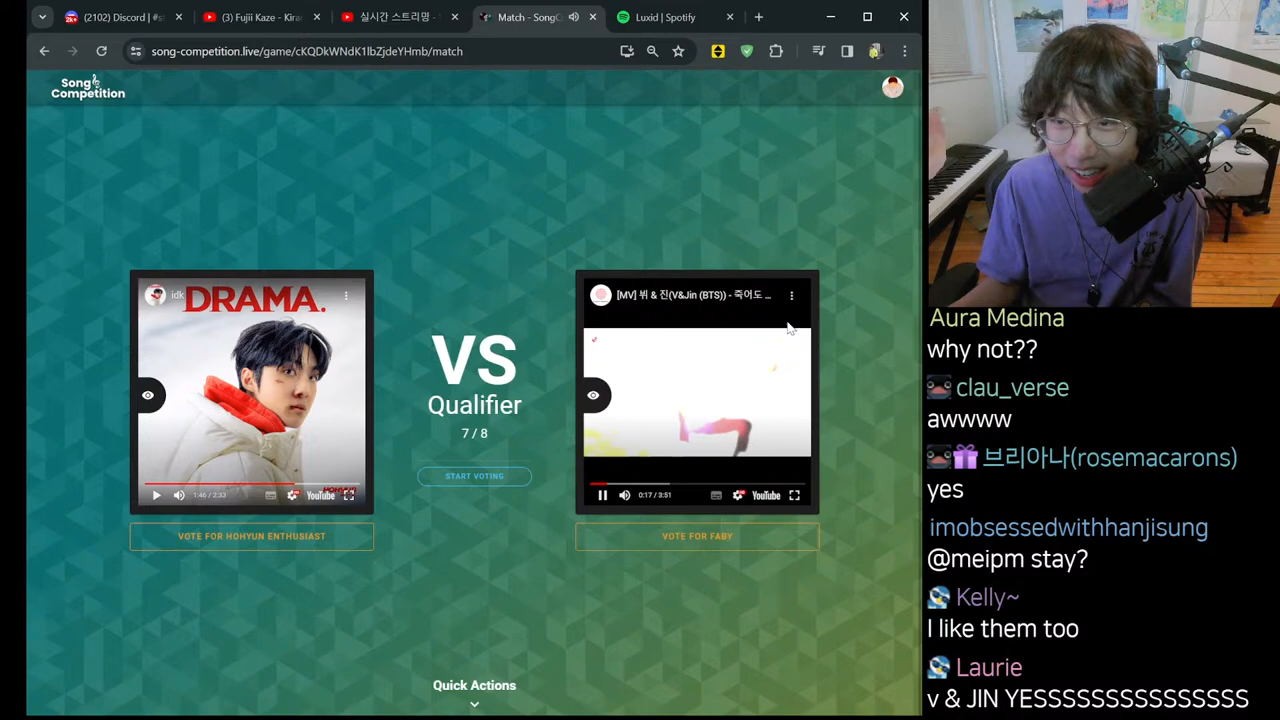 (2102) Discord | #s
(3) Fujii Kaze - Kira
실시간 스트리밍 -
Match - SongC
Luxid | Spotify
song-competition.live/game/cKQDkWNdK1lbZjdeYHmb/match
Song
Competition
idk
DRAMA.
HOHYUN
1:46 / 2:33
YouTube
VOTE FOR HOHYUN ENTHUSIAST
VS
Qualifier
7 / 8
START VOTING
[MV] 뷔 & 진(V&Jin (BTS)) - 죽어도 ...
0:17 / 3:51
YouTube
VOTE FOR FABY
Quick Actions
Aura Medina
why not??
clau_verse
awwww
브리아나(rosemacarons)
yes
imobsessedwithhanjisung
@meipm stay?
Kelly~
I like them too
Laurie
v & JIN YESSSSSSSSSSSSSSS